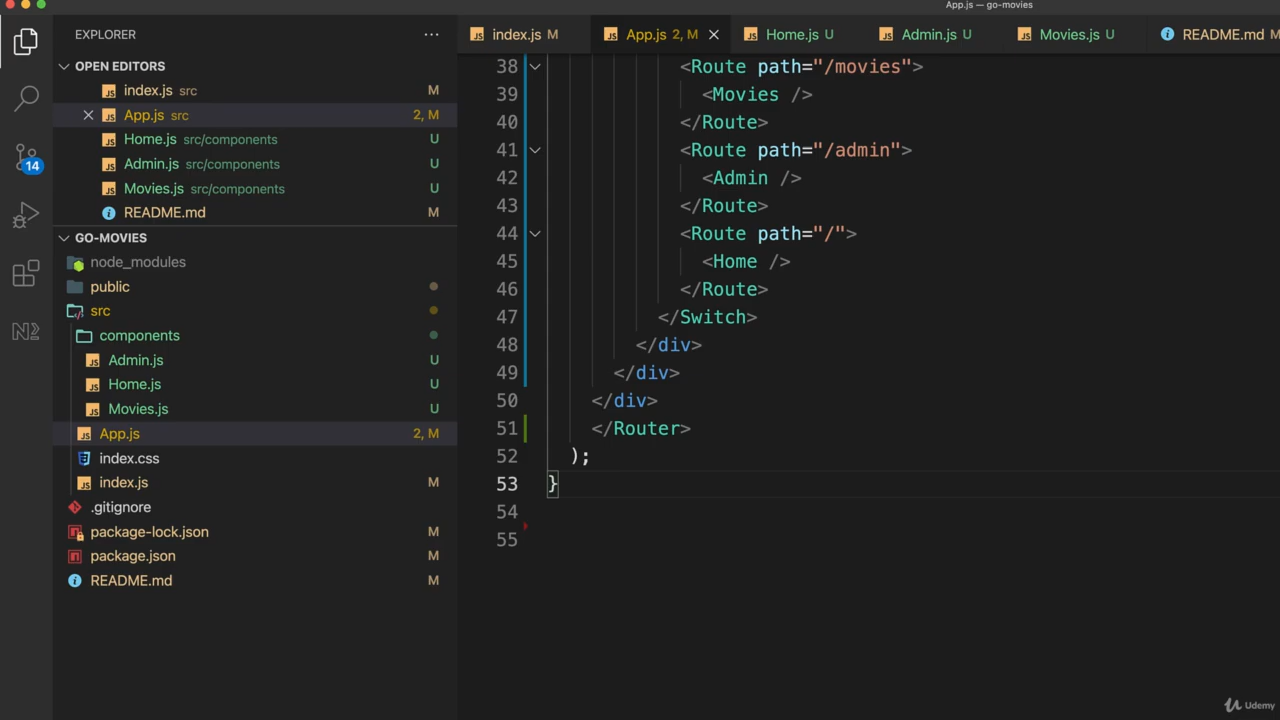 App.js — go-movies
EXPLORER
···
OPEN EDITORS
index.js src M
App.js src 2, M
Home.js src/components U
Admin.js src/components U
Movies.js src/components U
README.md M
14
GO-MOVIES
node_modules
public
src
components
Admin.js U
Home.js U
Movies.js U
App.js 2, M
index.css
index.js M
.gitignore
package-lock.json M
package.json M
README.md M
index.js M
App.js 2, M
Home.js U
Admin.js U
Movies.js U
README.md M
38 <Route path="/movies">
39 <Movies />
40 </Route>
41 <Route path="/admin">
42 <Admin />
43 </Route>
44 <Route path="/">
45 <Home />
46 </Route>
47 </Switch>
48 </div>
49 </div>
50 </div>
51 </Router>
52 );
53 }
54
55
Udemy